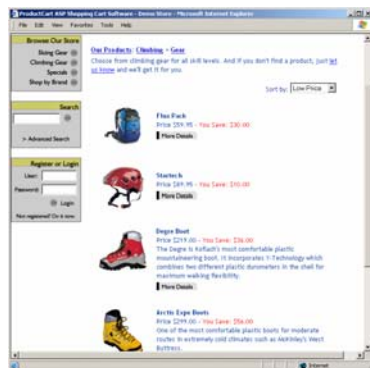 ProductCart ASP Shopping Cart Software - Demo Store - Microsoft Internet Explorer
File Edit View Favorites Tools Help
Browse Our Store
Skiing Gear
Climbing Gear
Specials
Shop by Brand
Search
> Advanced Search
Register or Login
User:
Password:
Login
Not registered? Do it now
Our Products: Climbing > Gear
Choose from climbing gear for all skill levels. And if you don't find a product, just let
us know and we'll get it for you.
Sort by: Low Price
Flux Pack
Price $59.95 - You Save: $30.00
More Details
Startech
Price $69.95 - You Save: $10.00
More Details
Degre Boot
Price $219.00 - You Save: $36.00
The Degre is Koflach's most comfortable plastic
mountaineering boot. It incorporates Y-Technology which
combines two different plastic durometers in the shell for
maximum walking flexibility.
More Details
Arctic Expe Boots
Price $299.00 - You Save: $56.00
One of the most comfortable plastic boots for moderate
routes in extremely cold climates such as McKinley's West
Buttress.
Internet